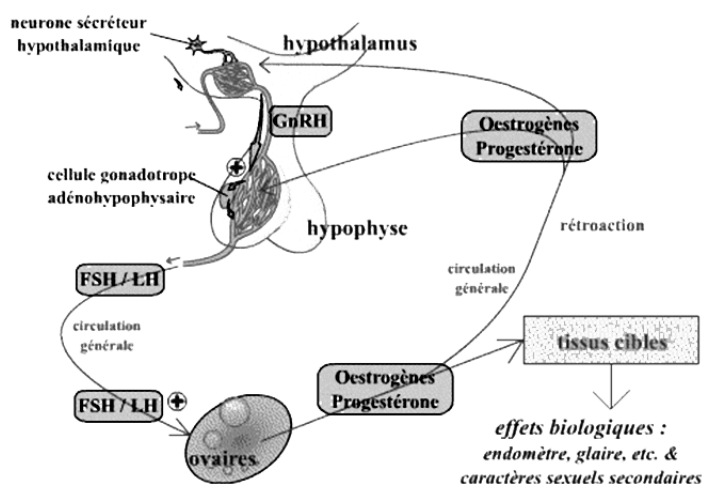 neurone sécréteur
hypothalamique
hypothalamus
GnRH
Oestrogènes
Progestérone
cellule gonadotrope
adénohypophysaire
hypophyse
rétroaction
FSH / LH
circulation
générale
circulation
générale
tissus cibles
Oestrogènes
Progestérone
FSH / LH
ovaires
effets biologiques :
endomètre, glaire, etc. &
caractères sexuels secondaires